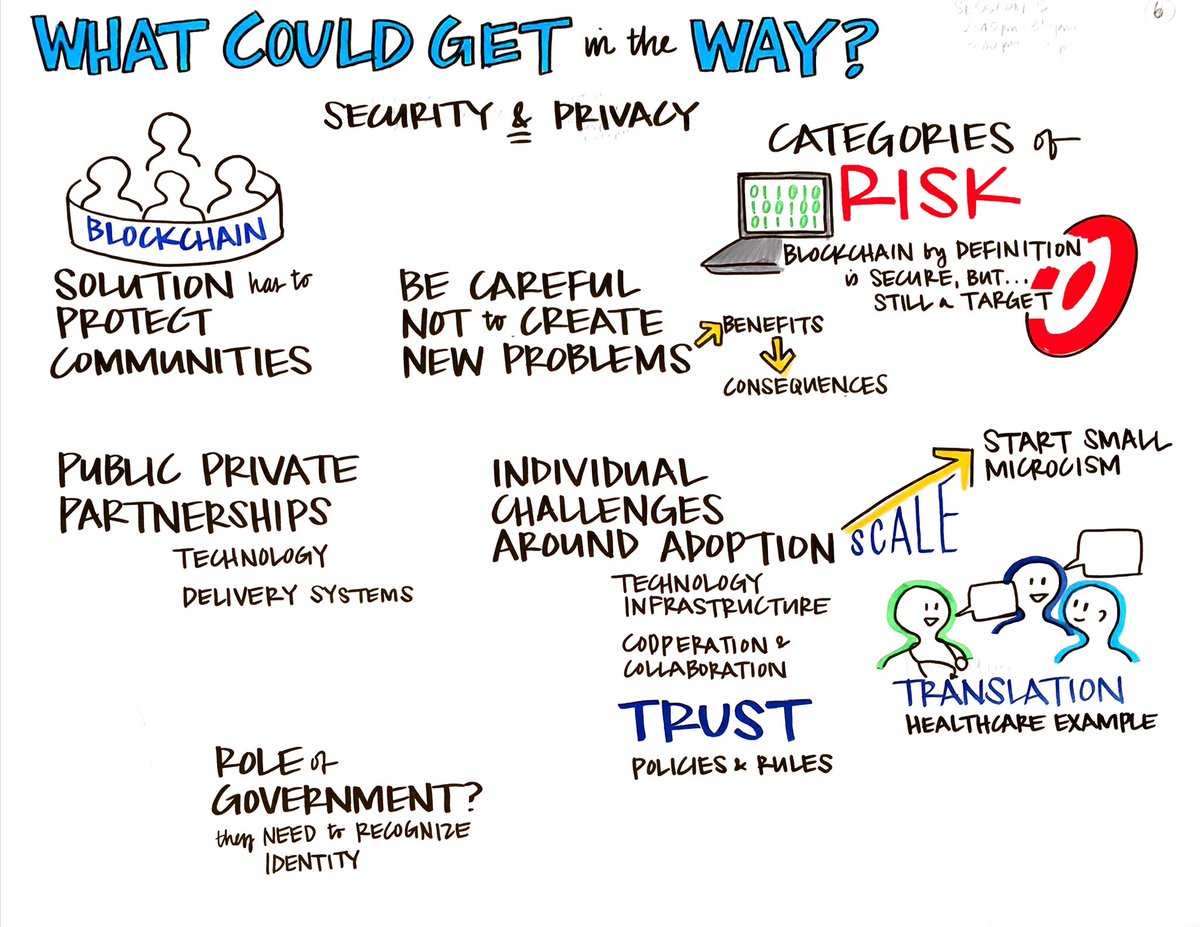 WHAT COULD GET in the WAY?
6
SECURITY & PRIVACY
BLOCKCHAIN
SOLUTION has to
PROTECT
COMMUNITIES
BE CAREFUL
NOT to CREATE
NEW PROBLEMS
BENEFITS
CONSEQUENCES
CATEGORIES of
RISK
011010
100100
100101
BLOCKCHAIN by DEFINITION
is SECURE, BUT...
STILL a TARGET
PUBLIC PRIVATE
PARTNERSHIPS
TECHNOLOGY
DELIVERY SYSTEMS
INDIVIDUAL
CHALLENGES
AROUND ADOPTION
SCALE
START SMALL
MICROCISM
TECHNOLOGY
INFRASTRUCTURE
COOPERATION &
COLLABORATION
TRUST
POLICIES & RULES
TRANSLATION
HEALTHCARE EXAMPLE
ROLE of
GOVERNMENT?
they NEED to RECOGNIZE
IDENTITY